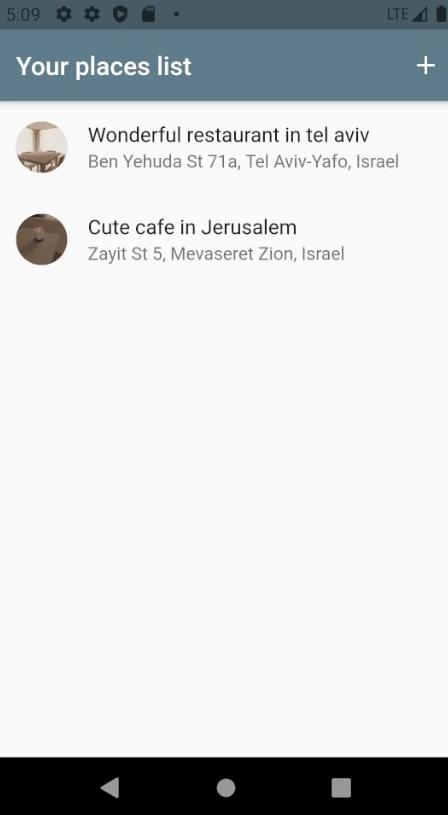 5:09
LTE
Your places list
Wonderful restaurant in tel aviv
Ben Yehuda St 71a, Tel Aviv-Yafo, Israel
Cute cafe in Jerusalem
Zayit St 5, Mevaseret Zion, Israel